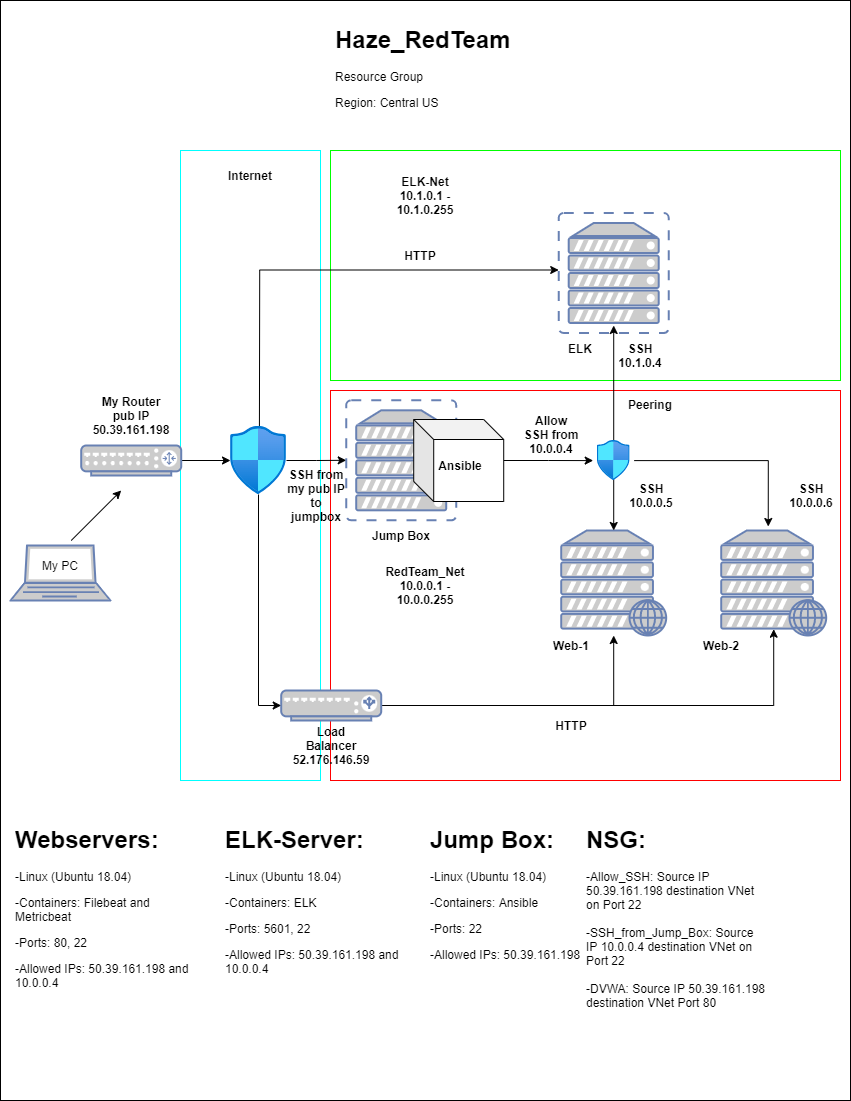 Haze_RedTeam
Resource Group
Region: Central US
Internet
ELK-Net
10.1.0.1 -
10.1.0.255
HTTP
ELK
SSH
10.1.0.4
My Router
pub IP
50.39.161.198
Peering
Allow
SSH from
10.0.0.4
Ansible
SSH from
my pub IP
to
jumpbox
SSH
10.0.0.5
SSH
10.0.0.6
Jump Box
My PC
RedTeam_Net
10.0.0.1 -
10.0.0.255
Web-1
Web-2
Load
Balancer
52.176.146.59
HTTP
Webservers:
-Linux (Ubuntu 18.04)
-Containers: Filebeat and
Metricbeat
-Ports: 80, 22
-Allowed IPs: 50.39.161.198 and
10.0.0.4
ELK-Server:
-Linux (Ubuntu 18.04)
-Containers: ELK
-Ports: 5601, 22
-Allowed IPs: 50.39.161.198 and
10.0.0.4
Jump Box:
-Linux (Ubuntu 18.04)
-Containers: Ansible
-Ports: 22
-Allowed IPs: 50.39.161.198
NSG:
-Allow_SSH: Source IP
50.39.161.198 destination VNet
on Port 22
-SSH_from_Jump_Box: Source
IP 10.0.0.4 destination VNet on
Port 22
-DVWA: Source IP 50.39.161.198
destination VNet Port 80